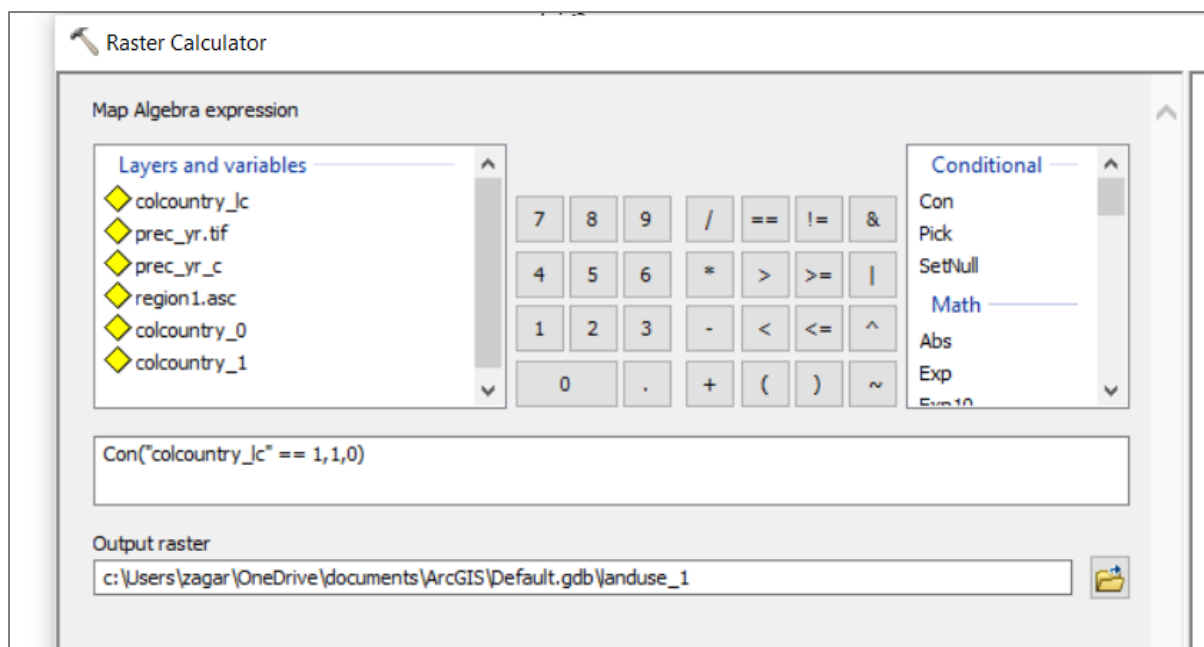 Raster Calculator
Map Algebra expression
Layers and variables
colcountry_lc
prec_yr.tif
prec_yr_c
region1.asc
colcountry_0
colcountry_1
7 8 9 / == != &
4 5 6 * > >= |
1 2 3 - < <= ^
0 . + ( ) ~
Conditional
Con
Pick
SetNull
Math
Abs
Exp
Exp10
Con("colcountry_lc" == 1,1,0)
Output raster
c:\Users\zagar\OneDrive\documents\ArcGIS\Default.gdb\landuse_1